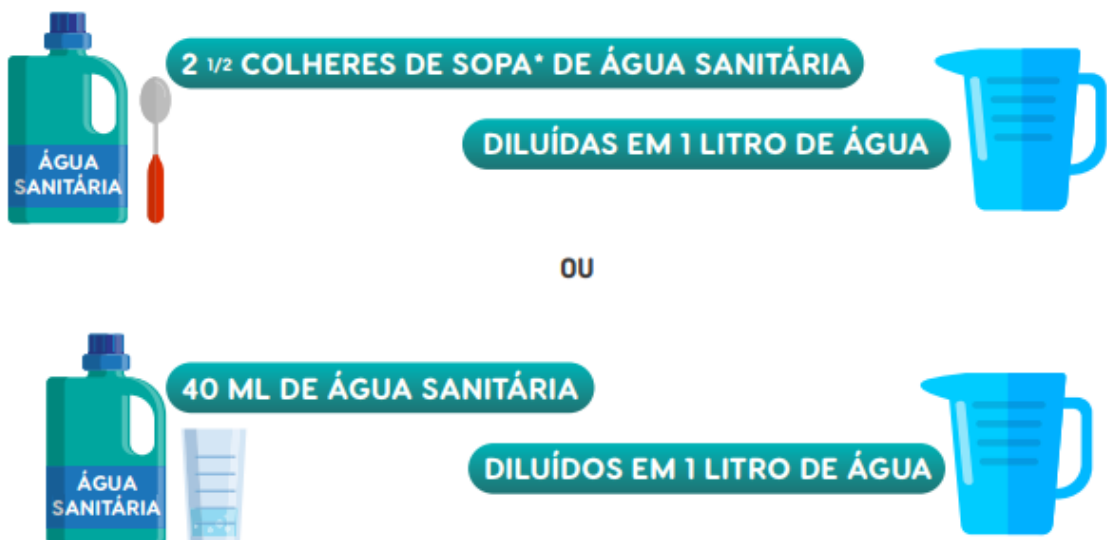 2 1/2 COLHERES DE SOPA* DE ÁGUA SANITÁRIA
DILUÍDAS EM 1 LITRO DE ÁGUA
ÁGUA
SANITÁRIA
OU
40 ML DE ÁGUA SANITÁRIA
DILUÍDOS EM 1 LITRO DE ÁGUA
ÁGUA
SANITÁRIA